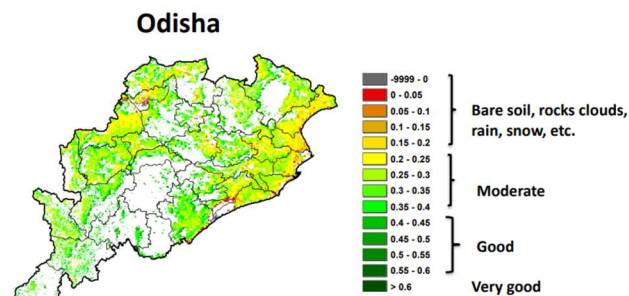 Odisha
-9999 - 0
0 - 0.05
0.05 - 0.1
0.1 - 0.15
0.15 - 0.2
0.2 - 0.25
0.25 - 0.3
0.3 - 0.35
0.35 - 0.4
0.4 - 0.45
0.45 - 0.5
0.5 - 0.55
0.55 - 0.6
> 0.6
Bare soil, rocks clouds,
rain, snow, etc.
Moderate
Good
Very good